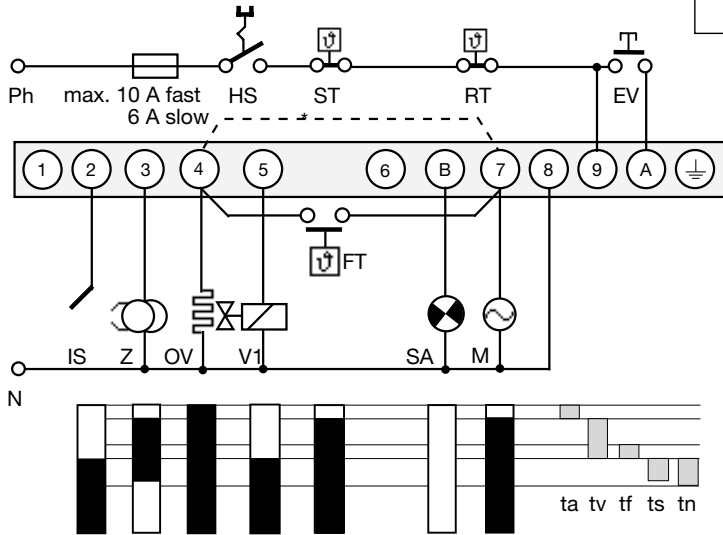 ϑ ϑ
Ph max. 10 A fast HS ST RT EV
6 A slow
*
1 2 3 4 5 6 B 7 8 9 A
ϑ FT
IS Z OV V1 SA M
N
ta tv tf ts tn